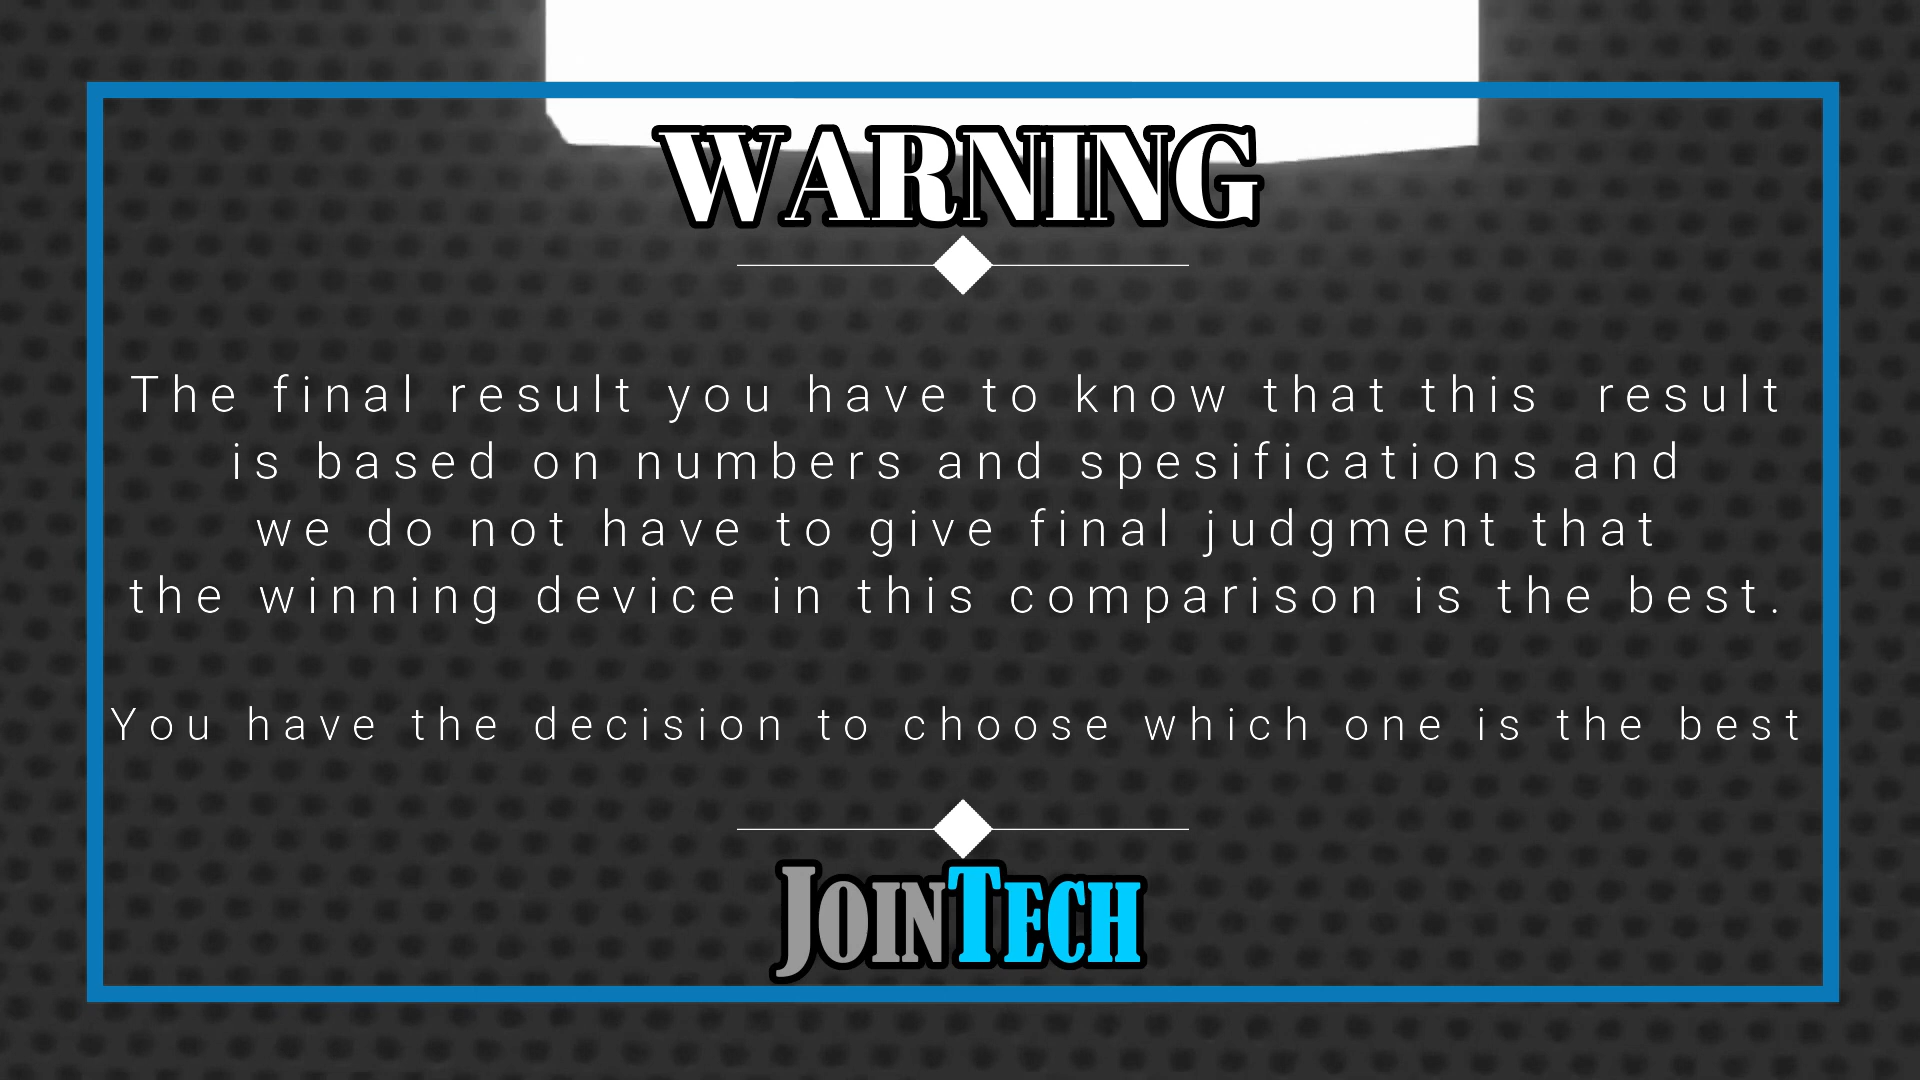 WARNING
The final result you have to know that this result
is based on numbers and spesifications and
we do not have to give final judgment that
the winning device in this comparison is the best.
You have the decision to choose which one is the best
JOINTECH